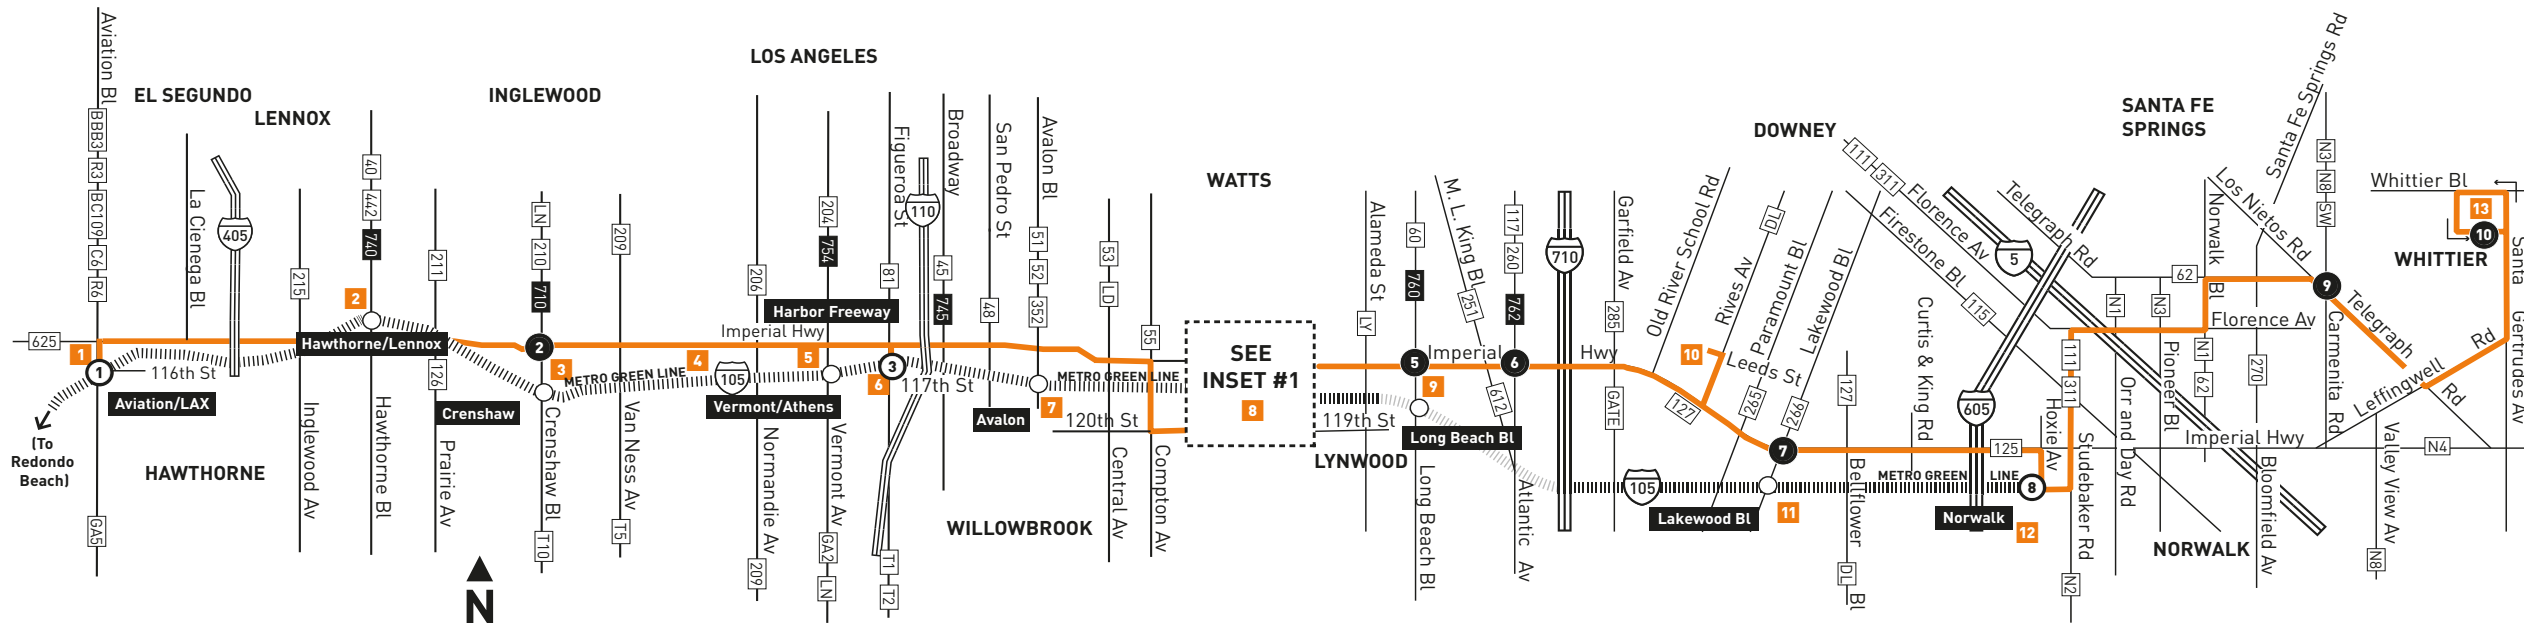 LOS ANGELES
EL SEGUNDO
LENNOX
INGLEWOOD
WATTS
DOWNEY
SANTA FE
SPRINGS
WHITTIER
HAWTHORNE
WILLOWBROOK
LYNWOOD
NORWALK
Aviation Bl
BBB3
R3
BC109
C6
R6
GA5
625
1
1
116th St
Aviation/LAX
(To
Redondo
Beach)
La Cienega Bl
405
215
Inglewood Av
40
442
740
2
Hawthorne/Lennox
Hawthorne Bl
211
126
Prairie Av
LN
210
710
2
3
Crenshaw
Crenshaw Bl
T10
METRO GREEN LINE
209
Van Ness Av
T5
4
105
206
Normandie Av
209
Imperial Hwy
Harbor Freeway
204
754
5
Vermont/Athens
Vermont Av
GA2
LN
Figueroa St
81
3
6
T1
T2
110
117th St
Broadway
45
745
San Pedro St
48
Avalon Bl
51
52
352
Avalon
7
METRO GREEN LINE
120th St
53
LD
Central Av
55
Compton Av
SEE
INSET #1
8
N
119th St
Alameda St
LY
60
760
5
9
Imperial
Long Beach Bl
Long Beach Bl
M. L. King Bl
251
612
117
260
762
6
Atlantic Av
710
Hwy
Garfield Av
285
GATE
Old River School Rd
127
10
Leeds St
Rives Av
DL
Paramount Bl
265
Lakewood Bl
266
7
105
Lakewood Bl
11
127
Bellflower Bl
DL
Curtis & King Rd
METRO GREEN LINE
605
125
Norwalk
8
12
Hoxie Av
111
311
Studebaker Rd
N2
111
311
Florence Av
Firestone Bl
115
5
Telegraph Rd
N1
Orr and Day Rd
N3
Pioneer Bl
62
Norwalk Bl
N1
62
Los Nietos Rd
Santa Fe Springs Rd
Florence Av
270
Bloomfield Av
Imperial Hwy
N3
N8
SW
9
Carmenita Rd
Telegraph Rd
Leffingwell Rd
Valley View Av
N8
N4
Whittier Bl
13
10
Santa Gertrudes Av